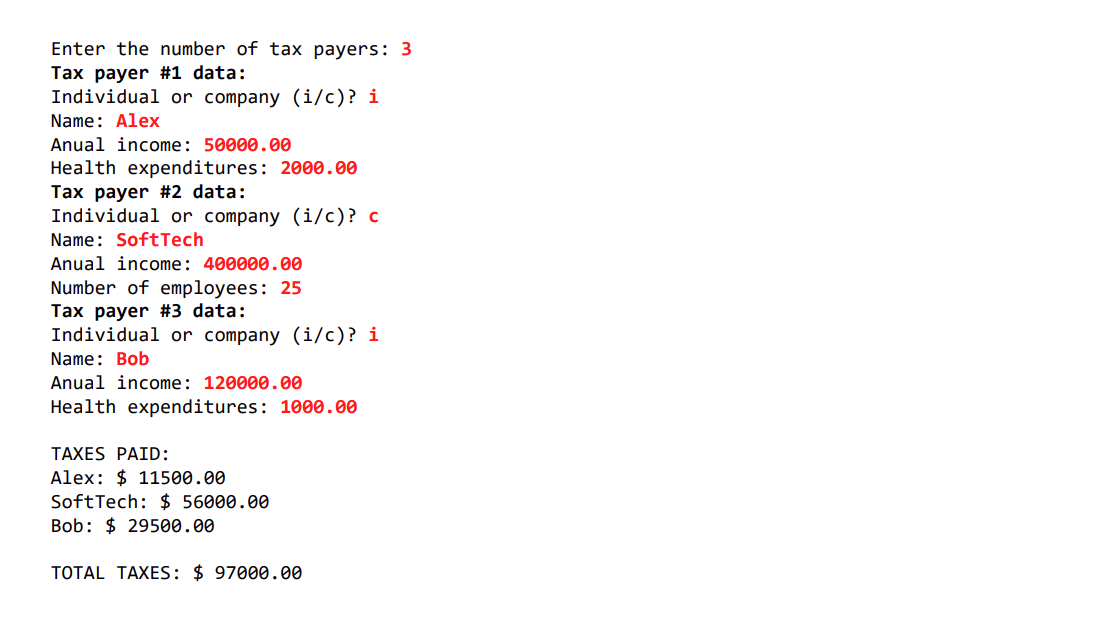 Enter the number of tax payers: 3
Tax payer #1 data:
Individual or company (i/c)? i
Name: Alex
Anual income: 50000.00
Health expenditures: 2000.00
Tax payer #2 data:
Individual or company (i/c)? c
Name: SoftTech
Anual income: 400000.00
Number of employees: 25
Tax payer #3 data:
Individual or company (i/c)? i
Name: Bob
Anual income: 120000.00
Health expenditures: 1000.00
TAXES PAID:
Alex: $ 11500.00
SoftTech: $ 56000.00
Bob: $ 29500.00
TOTAL TAXES: $ 97000.00